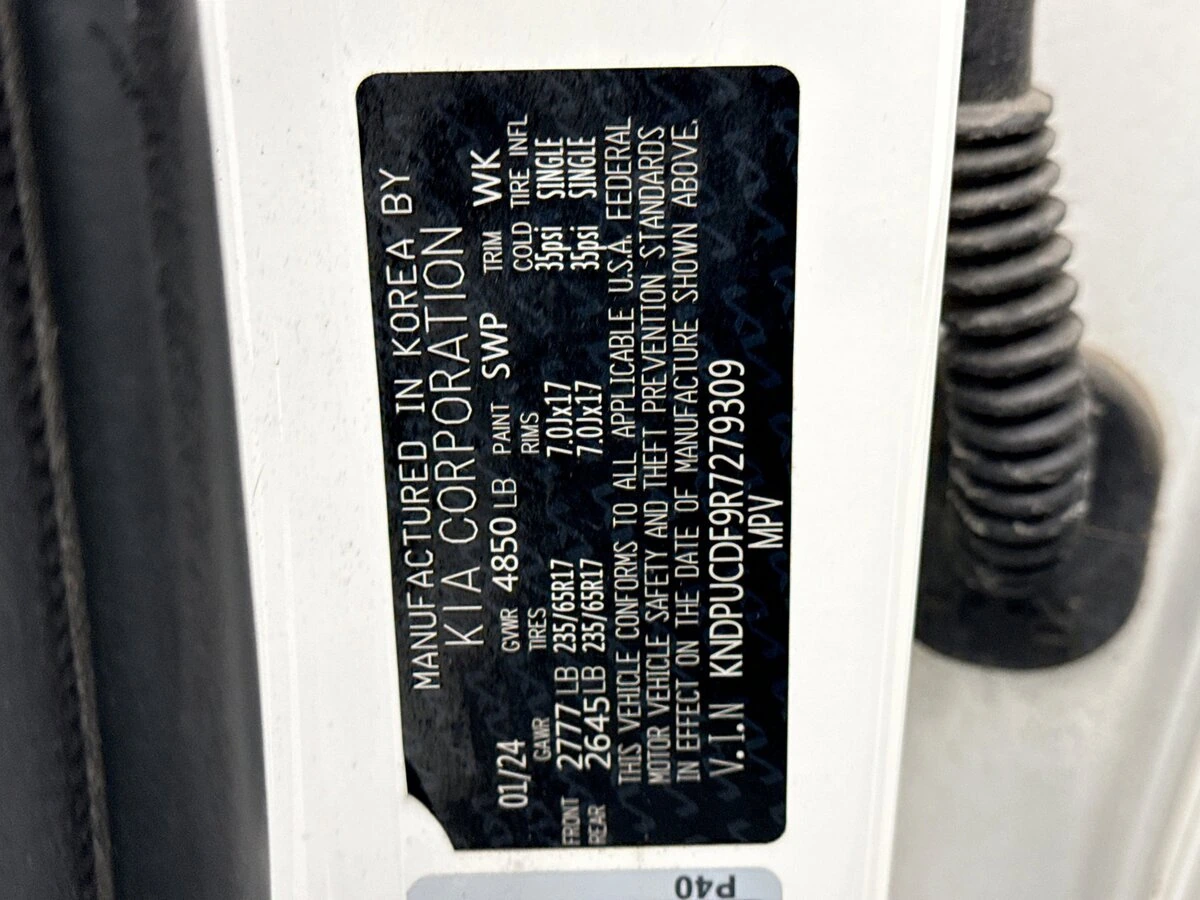 MANUFACTURED IN KOREA BY
KIA CORPORATION
01/24 GVWR 4850 LB PAINT SWP TRIM WK
GAWR TIRES RIMS COLD TIRE INFL
FRONT 2777 LB 235/65R17 7.0Jx17 35psi SINGLE
REAR 2645 LB 235/65R17 7.0Jx17 35psi SINGLE
THIS VEHICLE CONFORMS TO ALL APPLICABLE U.S.A. FEDERAL
MOTOR VEHICLE SAFETY AND THEFT PREVENTION STANDARDS
IN EFFECT ON THE DATE OF MANUFACTURE SHOWN ABOVE.
V.I.N KNDPUCDF9R7279309
MPV
P40